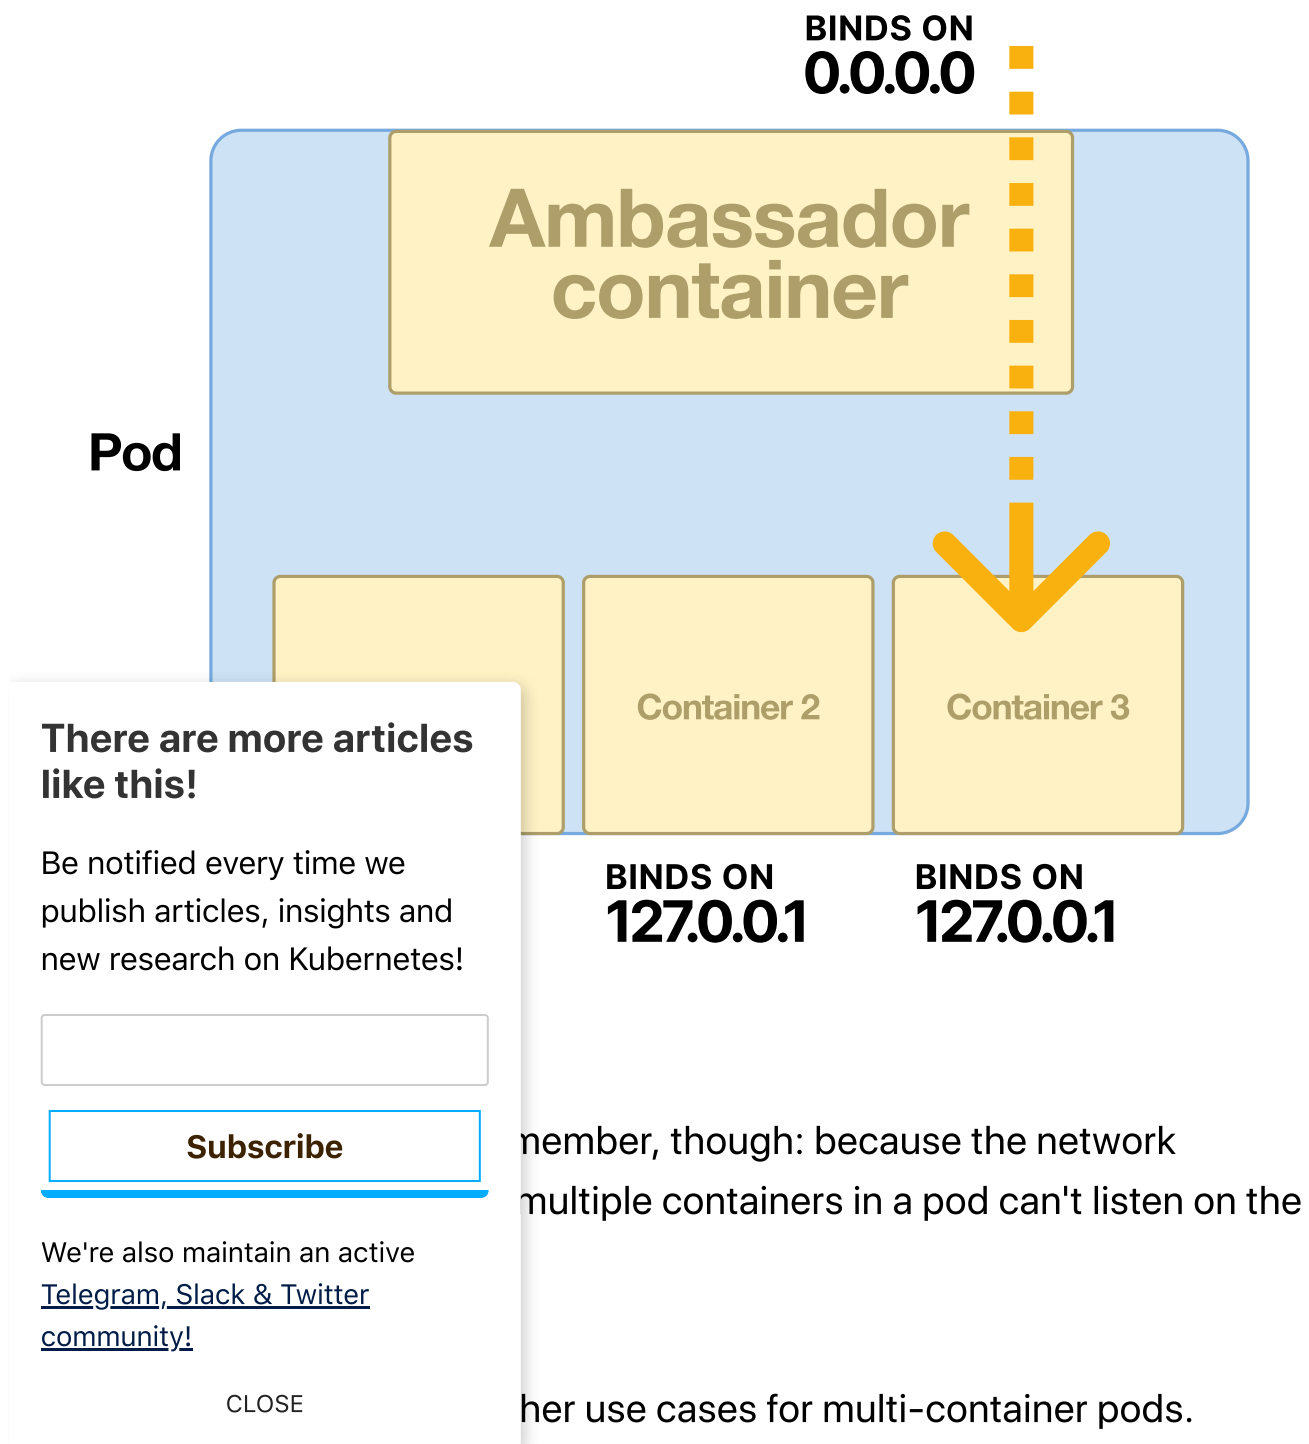 BINDS ON
0.0.0.0
Ambassador
container
Pod
Container 2
Container 3
BINDS ON
127.0.0.1
BINDS ON
127.0.0.1
There are more articles
like this!
Be notified every time we
publish articles, insights and
new research on Kubernetes!
Subscribe
We're also maintain an active
Telegram, Slack & Twitter
community!
CLOSE
member, though: because the network
multiple containers in a pod can't listen on the
her use cases for multi-container pods.